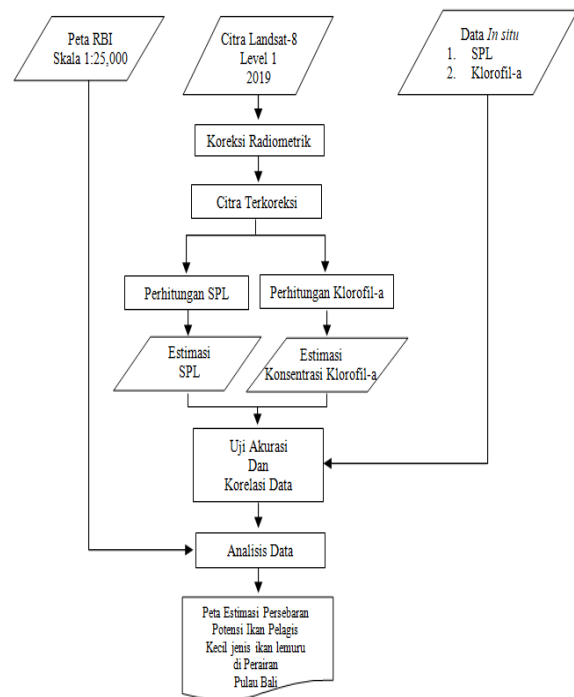 Peta RBI
Skala 1:25,000
Citra Landsat-8
Level 1
2019
Data In situ
1. SPL
2. Klorofil-a
Koreksi Radiometrik
Citra Terkoreksi
Perhitungan SPL
Perhitungan Klorofil-a
Estimasi
SPL
Estimasi
Konsentrasi Klorofil-a
Uji Akurasi
Dan
Korelasi Data
Analisis Data
Peta Estimasi Persebaran
Potensi Ikan Pelagis
Kecil jenis ikan lemuru
di Perairan
Pulau Bali